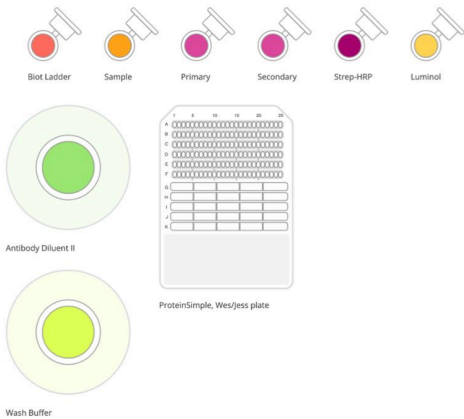 Biot Ladder
Sample
Primary
Secondary
Strep-HRP
Luminol
Antibody Diluent II
1 5 10 15 20 25
A
B
C
D
E
F
G
H
I
J
K
ProteinSimple, Wes/Jess plate
Wash Buffer